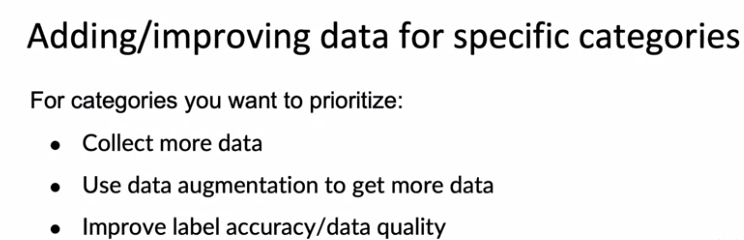 Adding/improving data for specific categories
For categories you want to prioritize:
• Collect more data
• Use data augmentation to get more data
• Improve label accuracy/data quality